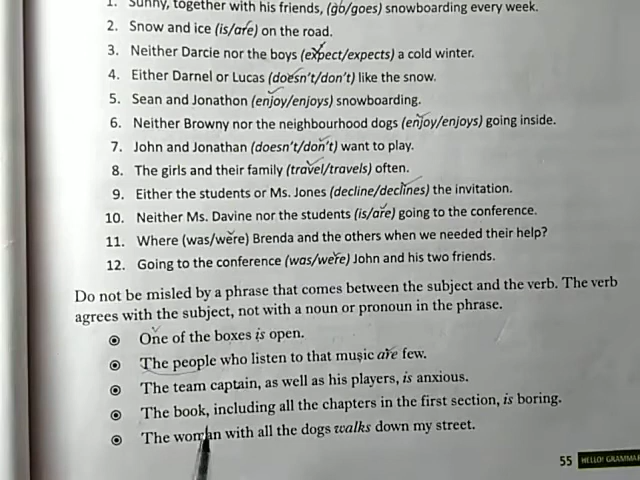 1. Sunny, together with his friends, (go/goes) snowboarding every week.
2. Snow and ice (is/are) on the road.
3. Neither Darcie nor the boys (expect/expects) a cold winter.
4. Either Darnel or Lucas (doesn't/don't) like the snow.
5. Sean and Jonathon (enjoy/enjoys) snowboarding.
6. Neither Browny nor the neighbourhood dogs (enjoy/enjoys) going inside.
7. John and Jonathan (doesn't/don't) want to play.
8. The girls and their family (travel/travels) often.
9. Either the students or Ms. Jones (decline/declines) the invitation.
10. Neither Ms. Davine nor the students (is/are) going to the conference.
11. Where (was/were) Brenda and the others when we needed their help?
12. Going to the conference (was/were) John and his two friends.
Do not be misled by a phrase that comes between the subject and the verb. The verb
agrees with the subject, not with a noun or pronoun in the phrase.
One of the boxes is open.
The people who listen to that music are few.
The team captain, as well as his players, is anxious.
The book, including all the chapters in the first section, is boring.
The woman with all the dogs walks down my street.
55 HELLO! GRAMMAR